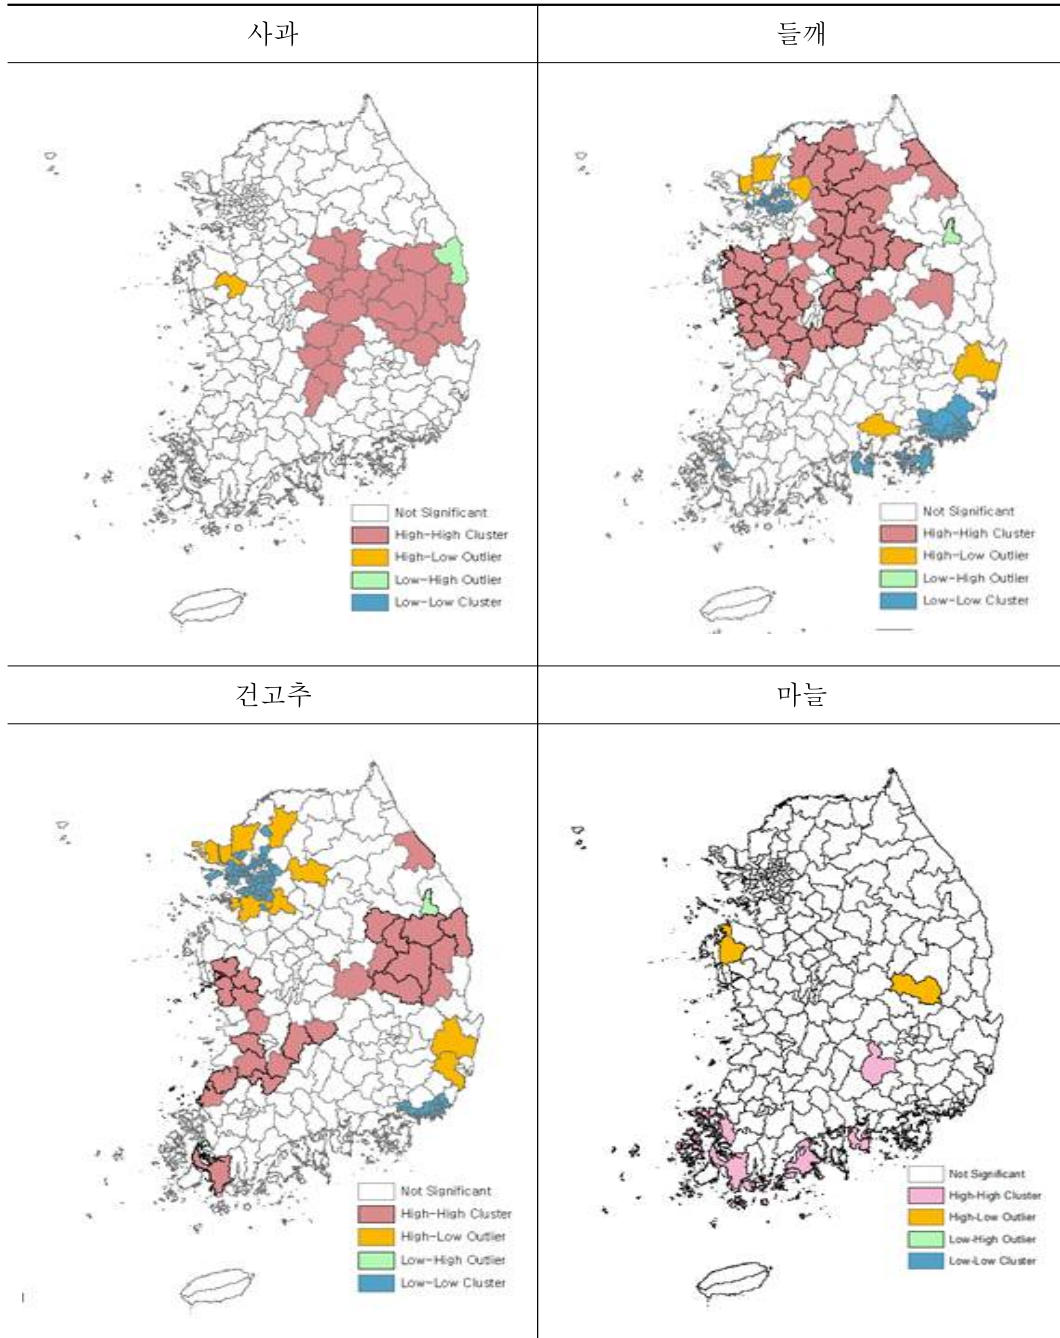 사과
들깨
Not Significant
High-High Cluster
High-Low Outlier
Low-High Outlier
Low-Low Cluster
Not Significant
High-High Cluster
High-Low Outlier
Low-High Outlier
Low-Low Cluster
건고추
마늘
Not Significant
High-High Cluster
High-Low Outlier
Low-High Outlier
Low-Low Cluster
Not Significant
High-High Cluster
High-Low Outlier
Low-High Outlier
Low-Low Cluster